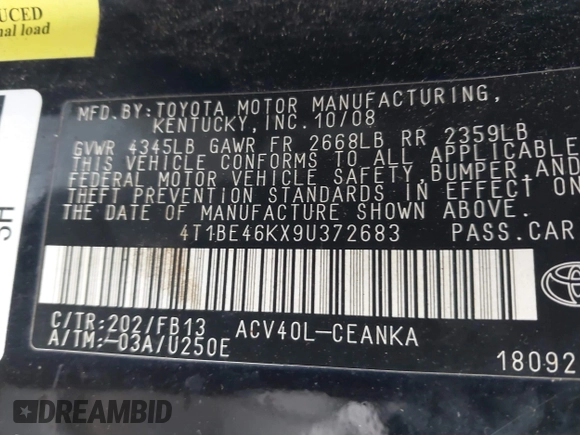 UCED
nal load
MFD.BY:TOYOTA MOTOR MANUFACTURING,
KENTUCKY,INC.10/08
GVWR 4345LB GAWR FR 2668LB RR 2359LB
THIS VEHICLE CONFORMS TO ALL APPLICABLE
FEDERAL MOTOR VEHICLE SAFETY,BUMPER,AND
THEFT PREVENTION STANDARDS IN EFFECT ON
THE DATE OF MANUFACTURE SHOWN ABOVE.
4T1BE46KX9U372683 PASS.CAR
C/TR:202/FB13 ACV40L-CEANKA
A/TM:-03A/U250E
18092
SH
DREAMBID